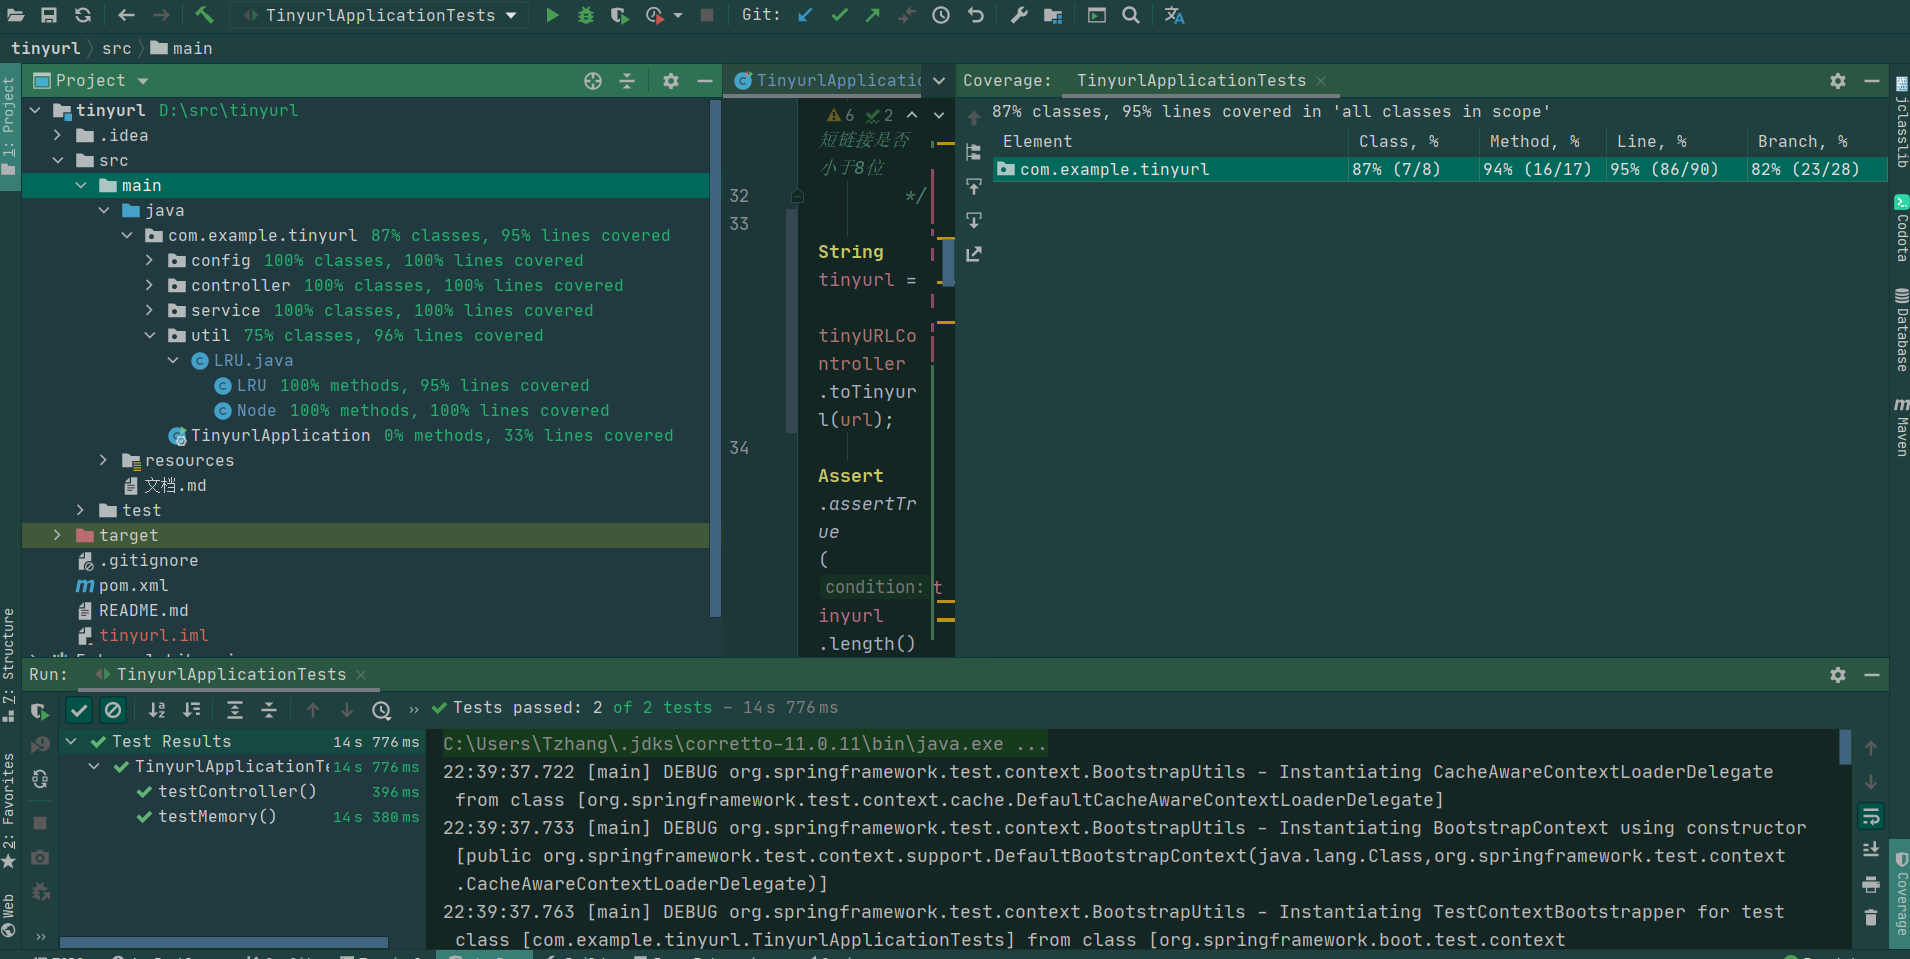 TinyurlApplicationTests
Git:
tinyurl
src
main
1: Project
7: Structure
2: Favorites
Web
Project
tinyurl D:\src\tinyurl
.idea
src
main
java
com.example.tinyurl 87% classes, 95% lines covered
config 100% classes, 100% lines covered
controller 100% classes, 100% lines covered
service 100% classes, 100% lines covered
util 75% classes, 96% lines covered
LRU.java
LRU 100% methods, 95% lines covered
Node 100% methods, 100% lines covered
TinyurlApplication 0% methods, 33% lines covered
resources
文档.md
test
target
.gitignore
pom.xml
README.md
tinyurl.iml
TinyurlApplicatio
6 2
短链接是否
小于8位
32 */
33
String
tinyurl =
tinyURLCo
ntroller
.toTinyur
l(url);
34
Assert
.assertTr
ue
(
condition: t
inyurl
.length()
Coverage: TinyurlApplicationTests
87% classes, 95% lines covered in 'all classes in scope'
Element Class, % Method, % Line, % Branch, %
com.example.tinyurl 87% (7/8) 94% (16/17) 95% (86/90) 82% (23/28)
jclasslib
Codota
Database
Maven
Coverage
Run: TinyurlApplicationTests
Tests passed: 2 of 2 tests – 14 s 776 ms
Test Results 14 s 776 ms
TinyurlApplicationTe 14 s 776 ms
testController() 396 ms
testMemory() 14 s 380 ms
C:\Users\Tzhang\.jdks\corretto-11.0.11\bin\java.exe ...
22:39:37.722 [main] DEBUG org.springframework.test.context.BootstrapUtils - Instantiating CacheAwareContextLoaderDelegate
from class [org.springframework.test.context.cache.DefaultCacheAwareContextLoaderDelegate]
22:39:37.733 [main] DEBUG org.springframework.test.context.BootstrapUtils - Instantiating BootstrapContext using constructor
[public org.springframework.test.context.support.DefaultBootstrapContext(java.lang.Class,org.springframework.test.context
.CacheAwareContextLoaderDelegate)]
22:39:37.763 [main] DEBUG org.springframework.test.context.BootstrapUtils - Instantiating TestContextBootstrapper for test
class [com.example.tinyurl.TinyurlApplicationTests] from class [org.springframework.boot.test.context